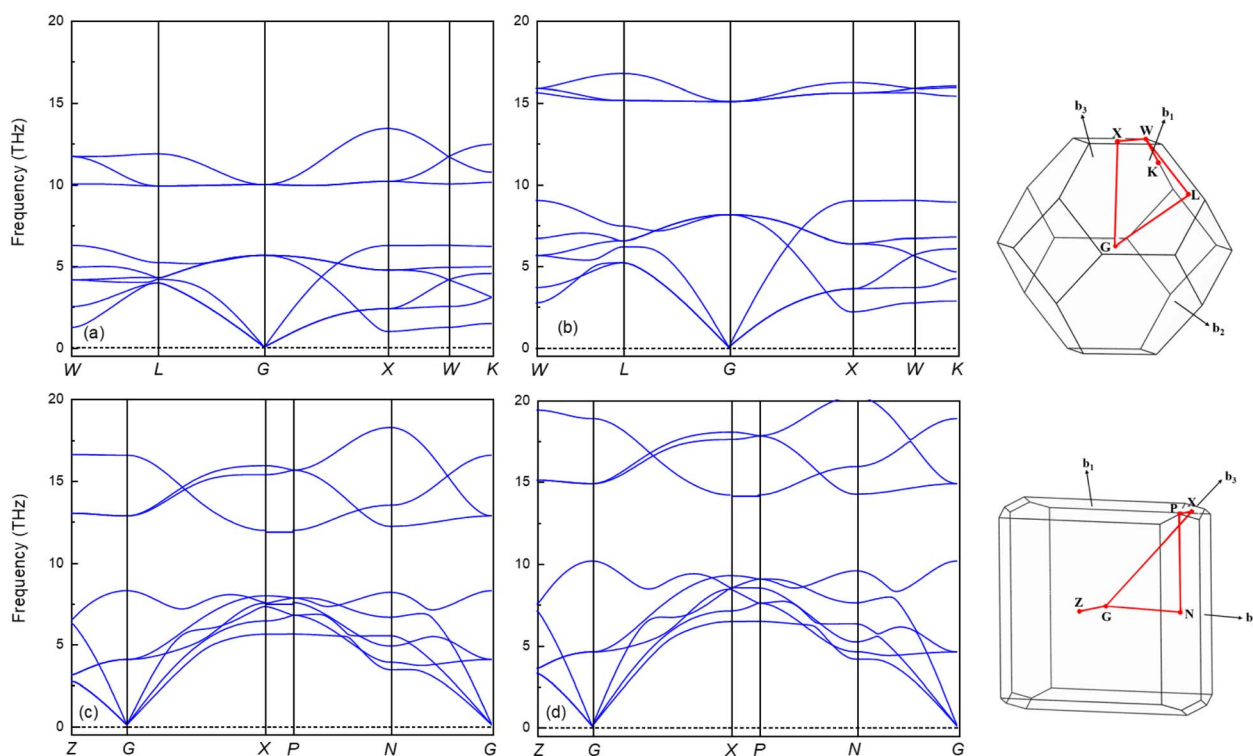 20
15
10
5
0
Frequency (THz)
(a)
W L G X W K
20
15
10
5
0
(b)
W L G X W K
b3
X
W
b1
K
L
G
b2
20
15
10
5
0
Frequency (THz)
(c)
Z G X P N G
20
15
10
5
0
(d)
Z G X P N G
b1
b3
P
X
Z
G
N
b